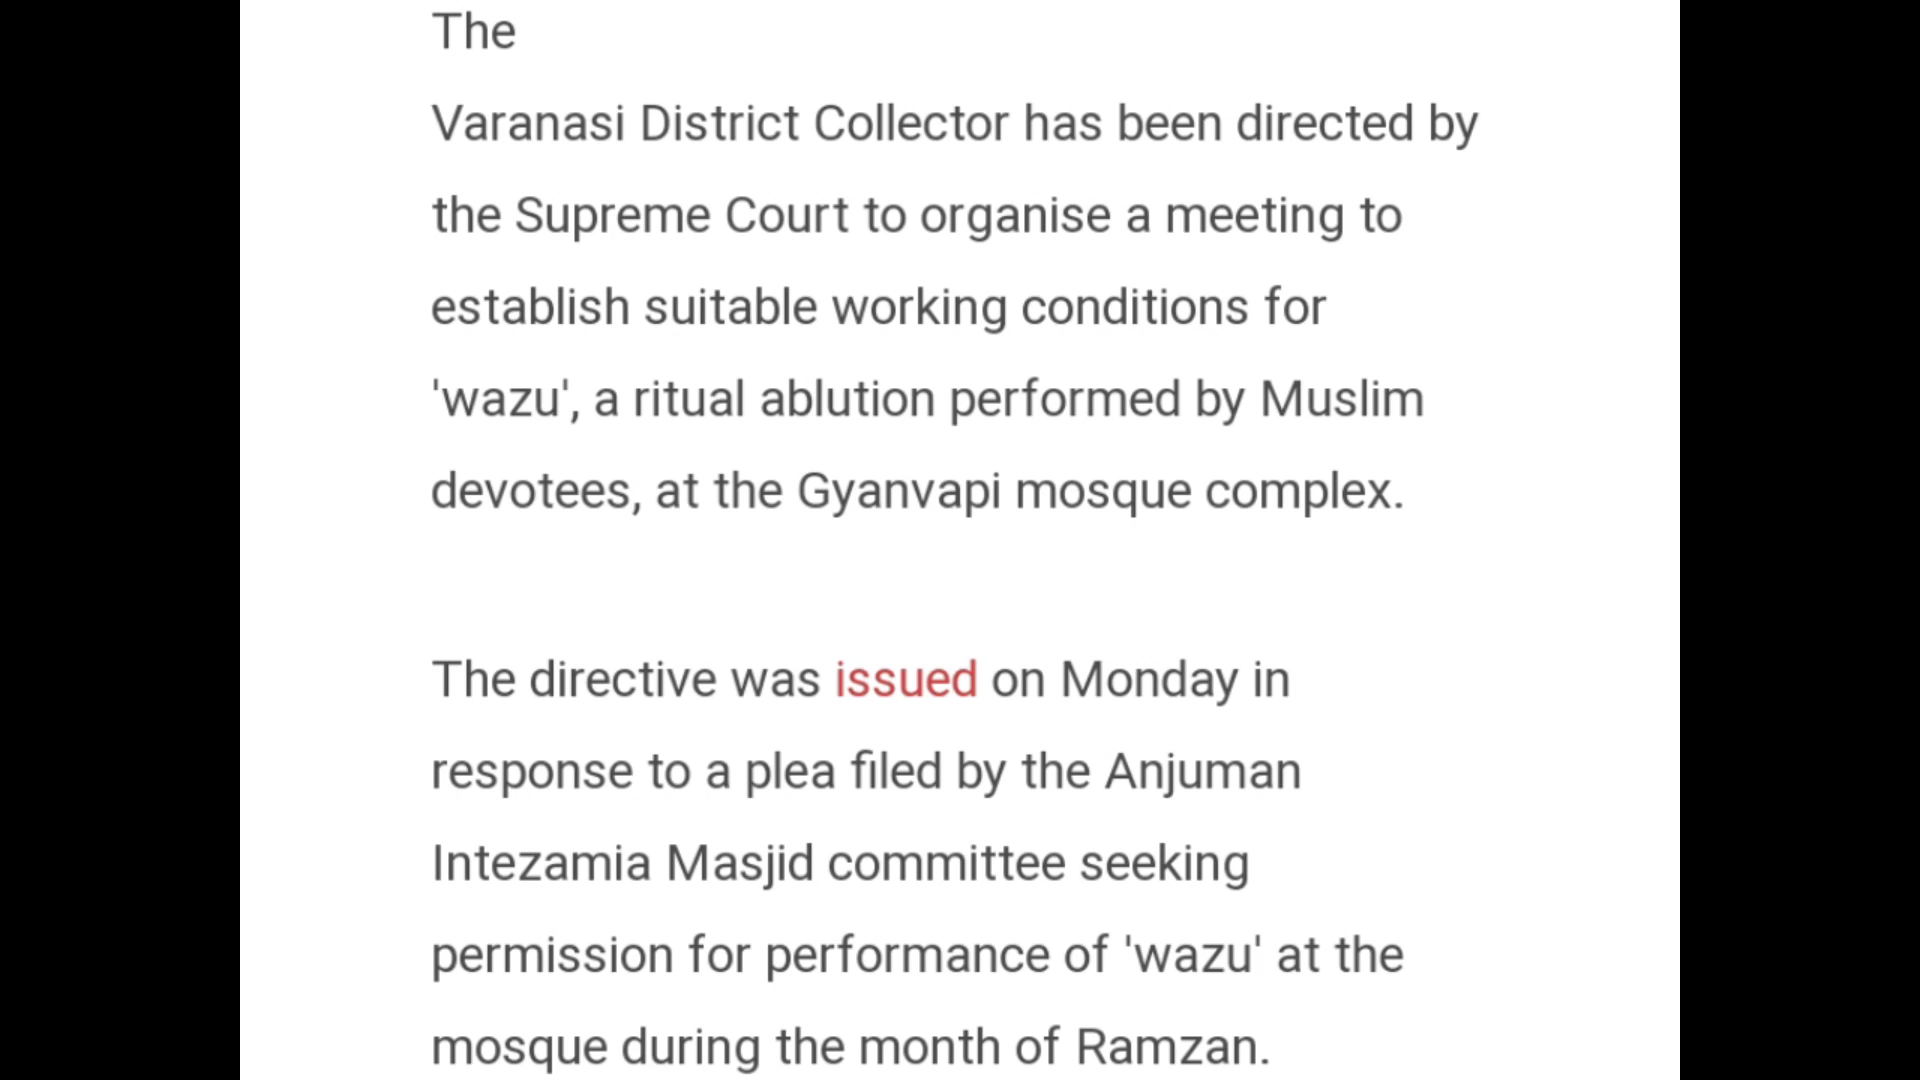 The
Varanasi District Collector has been directed by
the Supreme Court to organise a meeting to
establish suitable working conditions for
'wazu', a ritual ablution performed by Muslim
devotees, at the Gyanvapi mosque complex.
The directive was issued on Monday in
response to a plea filed by the Anjuman
Intezamia Masjid committee seeking
permission for performance of 'wazu' at the
mosque during the month of Ramzan.